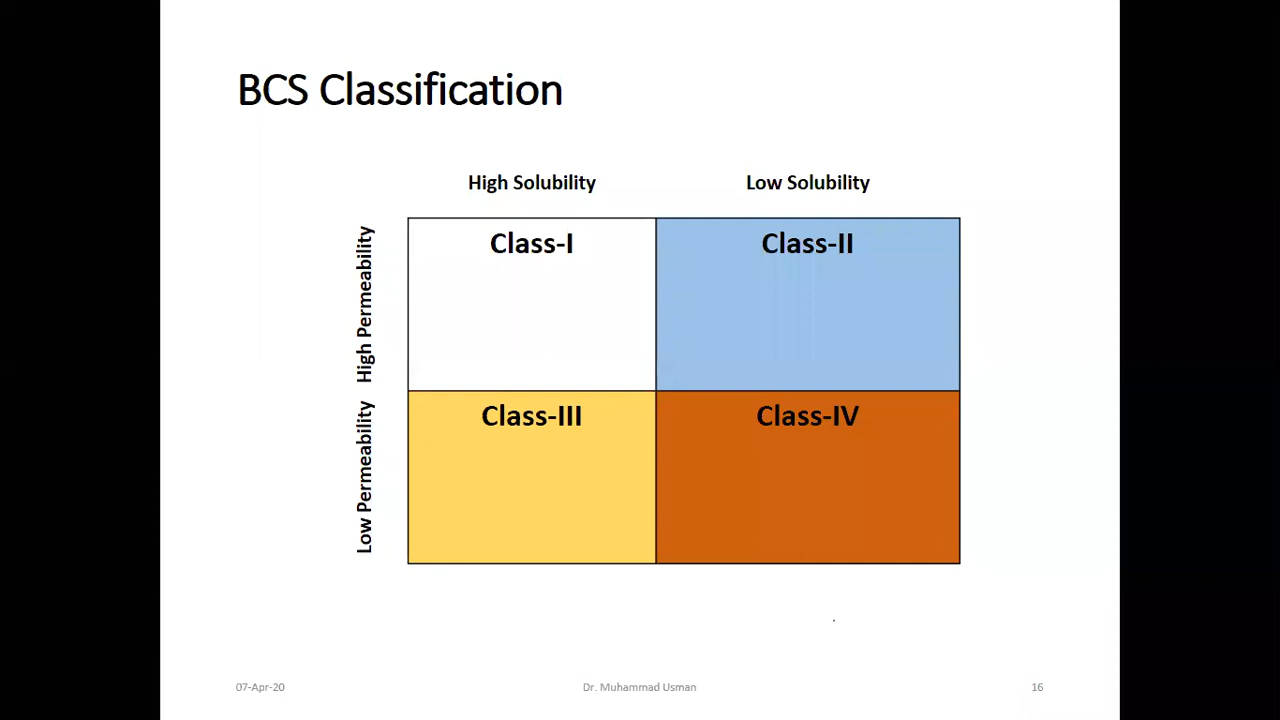 BCS Classification
High Solubility
Low Solubility
High Permeability
Class-I
Class-II
Low Permeability
Class-III
Class-IV
07-Apr-20
Dr. Muhammad Usman
16